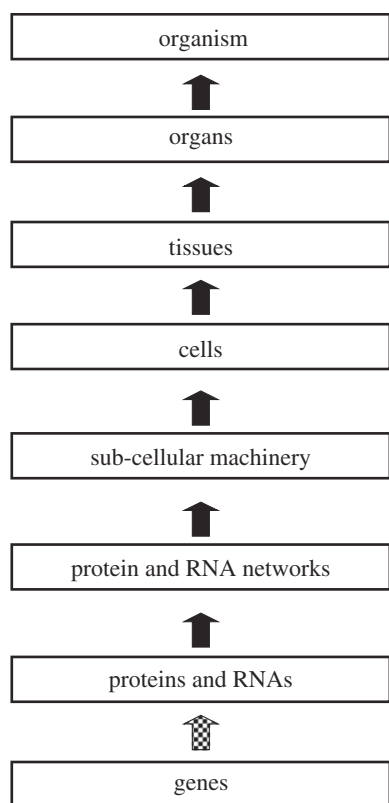 organism
organs
tissues
cells
sub-cellular machinery
protein and RNA networks
proteins and RNAs
genes